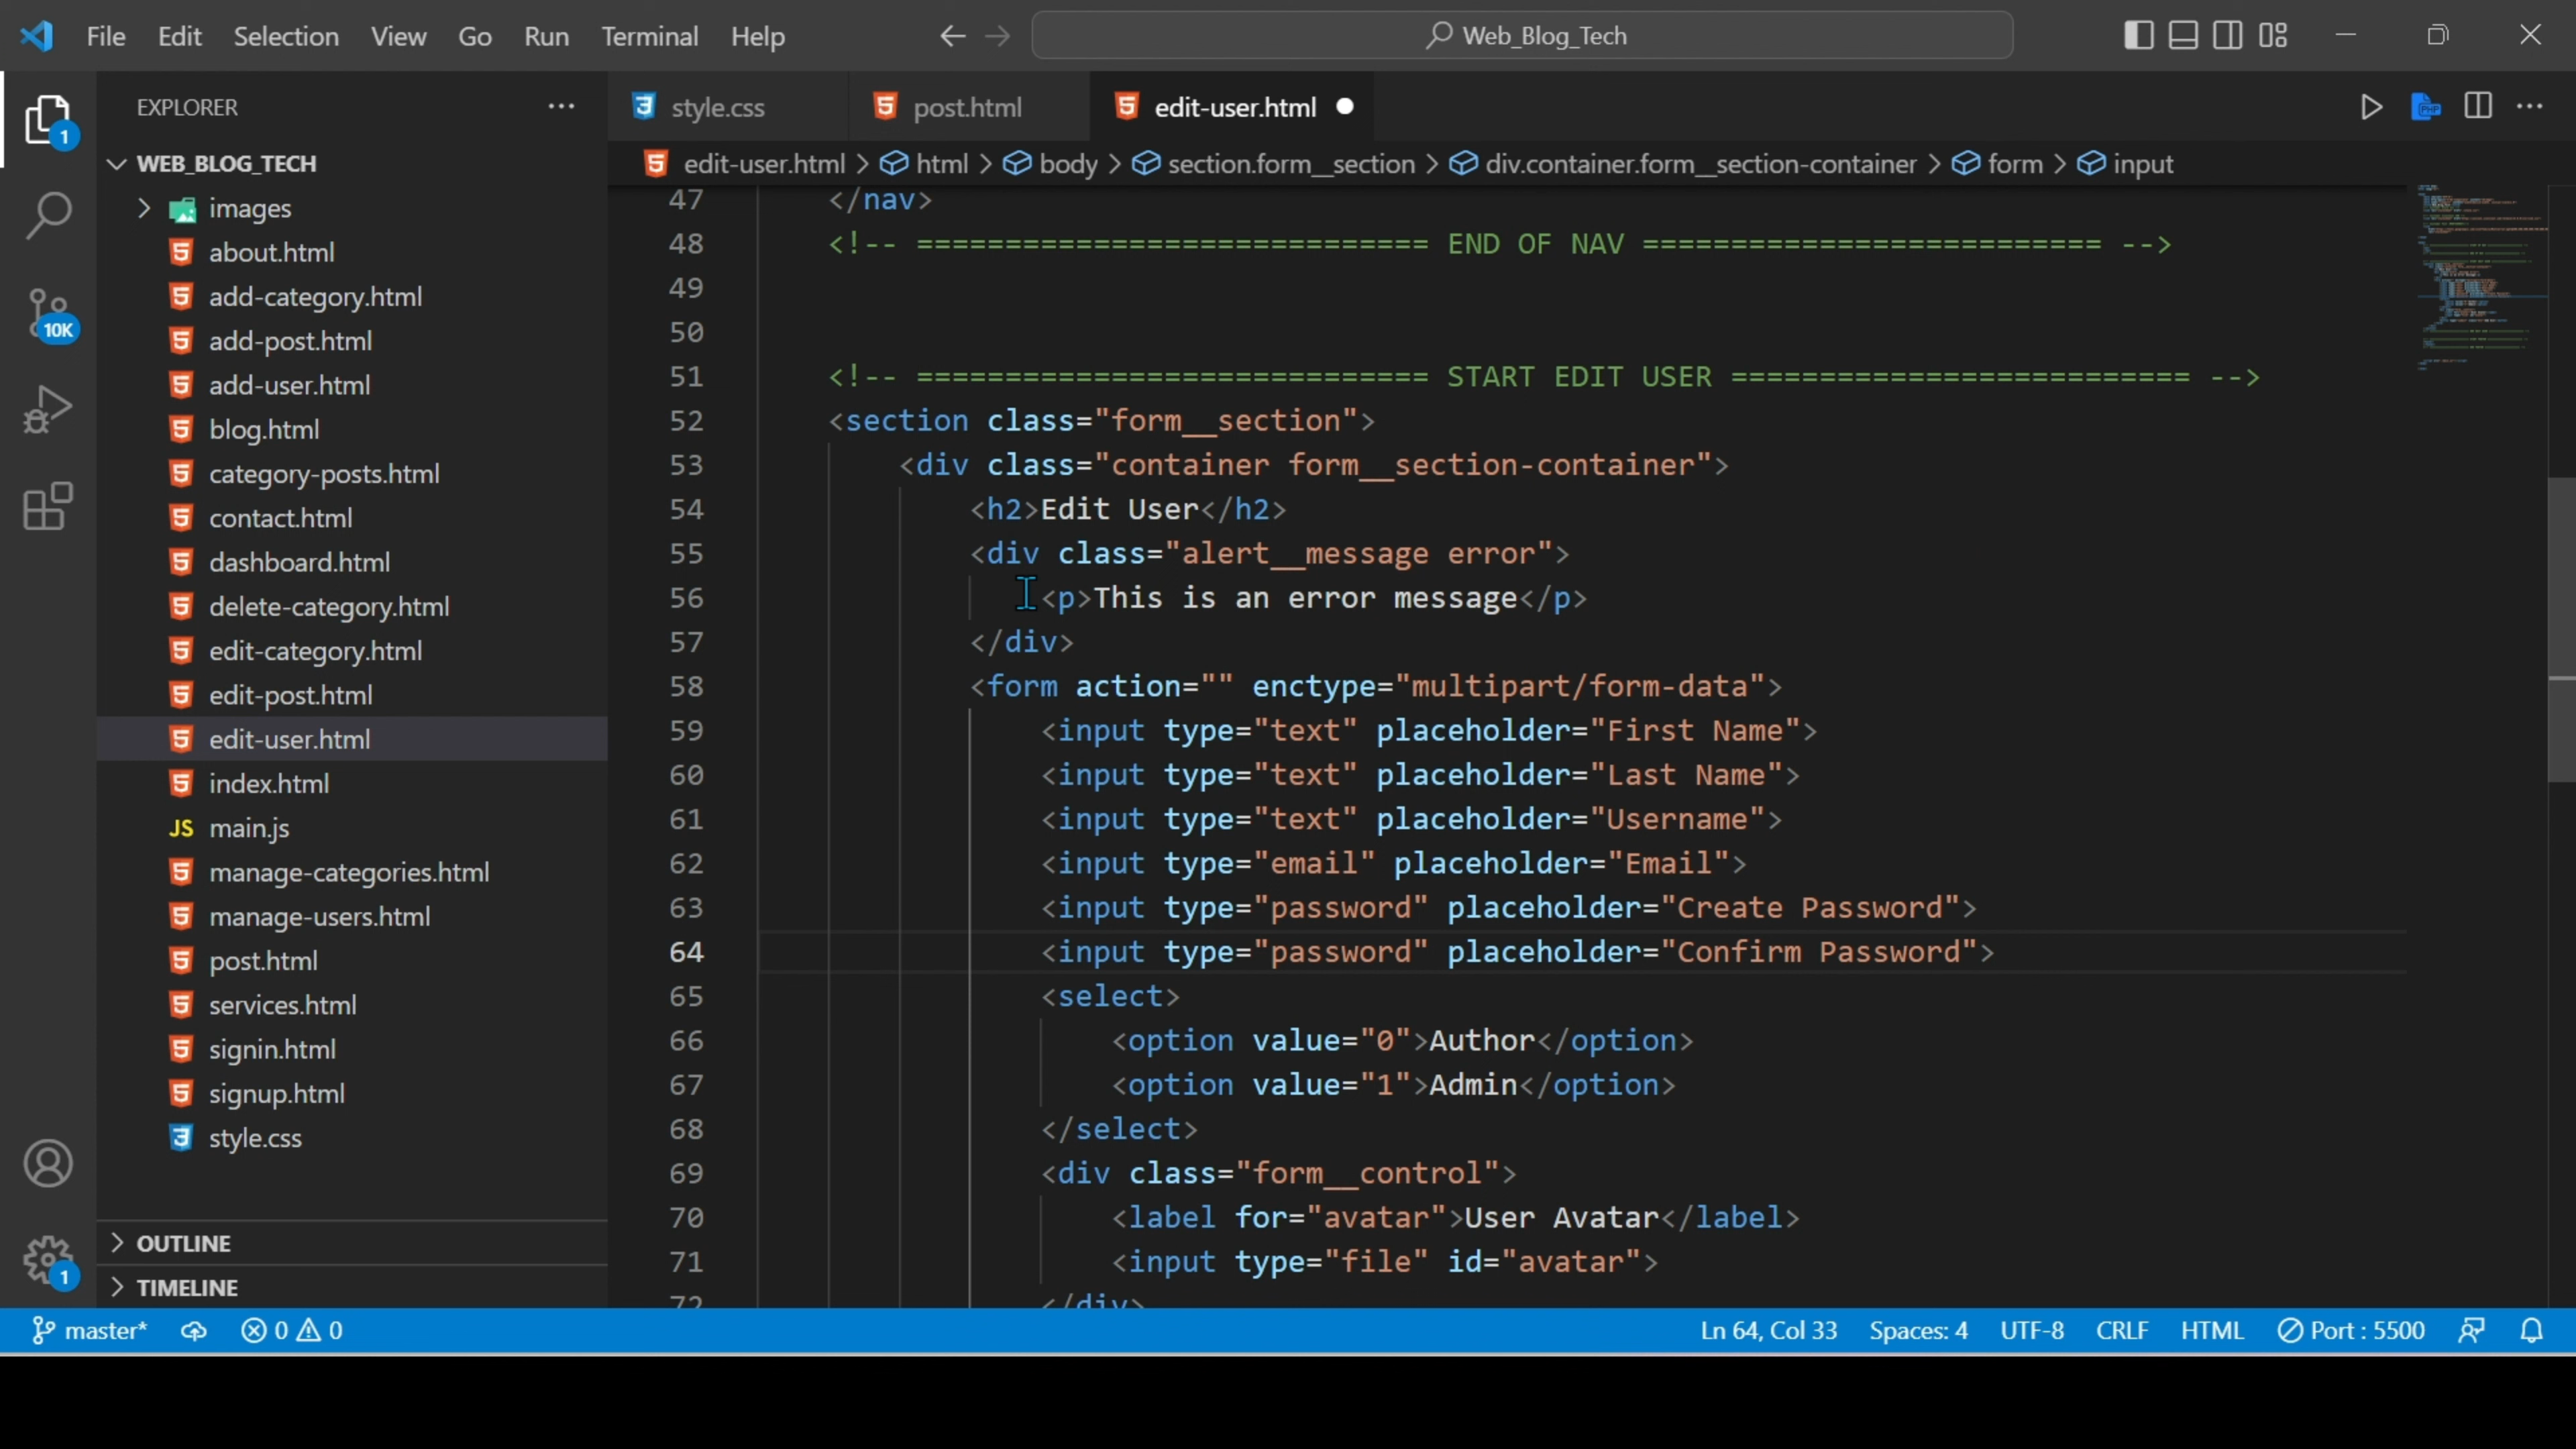 File Edit Selection View Go Run Terminal Help
Web_Blog_Tech
EXPLORER
1
WEB_BLOG_TECH
images
about.html
add-category.html
10K
add-post.html
add-user.html
blog.html
category-posts.html
contact.html
dashboard.html
delete-category.html
edit-category.html
edit-post.html
edit-user.html
index.html
JS main.js
manage-categories.html
manage-users.html
post.html
services.html
signin.html
signup.html
style.css
OUTLINE
1
TIMELINE
style.css post.html edit-user.html
PHP
edit-user.html > html > body > section.form__section > div.container.form__section-container > form > input
47 </nav>
48 <!-- ============================= END OF NAV ========================== -->
49
50
51 <!-- ============================= START EDIT USER ========================== -->
52 <section class="form__section">
53 <div class="container form__section-container">
54 <h2>Edit User</h2>
55 <div class="alert__message error">
56 <p>This is an error message</p>
57 </div>
58 <form action="" enctype="multipart/form-data">
59 <input type="text" placeholder="First Name">
60 <input type="text" placeholder="Last Name">
61 <input type="text" placeholder="Username">
62 <input type="email" placeholder="Email">
63 <input type="password" placeholder="Create Password">
64 <input type="password" placeholder="Confirm Password">
65 <select>
66 <option value="0">Author</option>
67 <option value="1">Admin</option>
68 </select>
69 <div class="form__control">
70 <label for="avatar">User Avatar</label>
71 <input type="file" id="avatar">
72 </div>
master* 0 0 Ln 64, Col 33 Spaces: 4 UTF-8 CRLF HTML Port : 5500